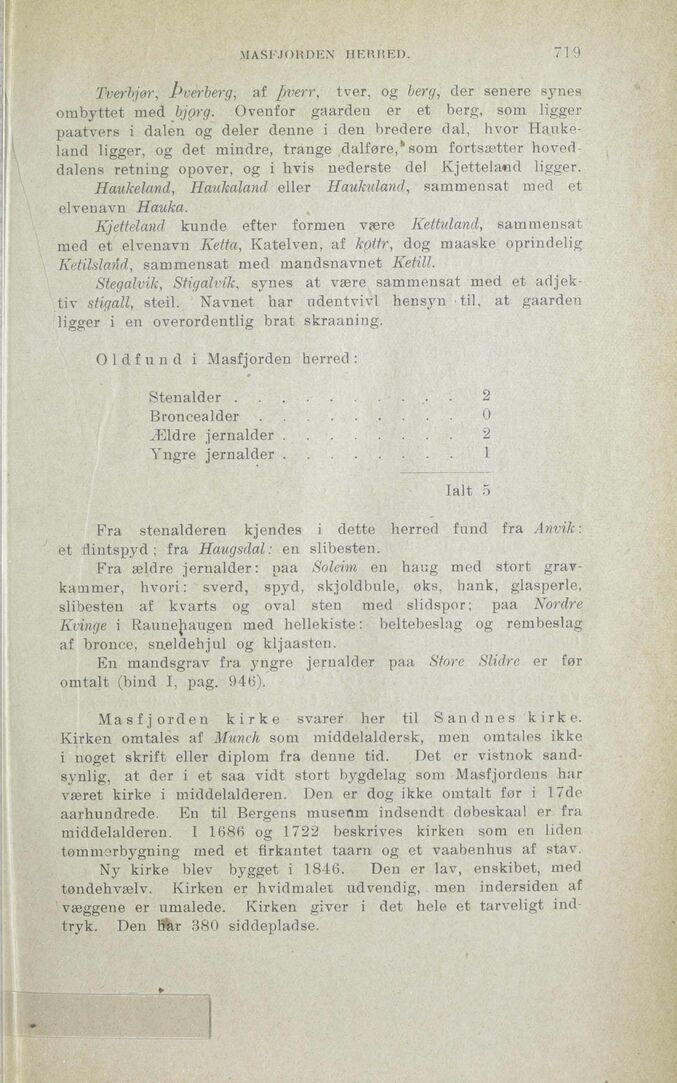 MASFJORDEN HERRED. 719
Tverbjør, Þverberg, af þverr, tver, og berg, der senere synes
ombyttet med bjǫrg. Ovenfor gaarden er et berg, som ligger
paatvers i dalen og deler denne i den bredere dal, hvor Hauke-
land ligger, og det mindre, trange dalføre, som fortsætter hoved-
dalens retning opover, og i hvis nederste del Kjetteland ligger.
Haukeland, Haukaland eller Haukuland, sammensat med et
elvenavn Hauka.
Kjetteland kunde efter formen være Kettuland, sammensat
med et elvenavn Ketta, Katelven, af kǫttr, dog maaske oprindelig
Ketilsland, sammensat med mandsnavnet Ketill.
Stegalvik, Stigalvík, synes at være sammensat med et adjek-
tiv stigall, steil. Navnet har udentvivl hensyn til, at gaarden
ligger i en overordentlig brat skraaning.
Oldfund i Masfjorden herred:
Stenalder . . . . . . . . . . 2
Broncealder . . . . . . . . . 0
Ældre jernalder . . . . . . . . 2
Yngre jernalder . . . . . . . . 1
Ialt 5
Fra stenalderen kjendes i dette herred fund fra Anvik:
et flintspyd; fra Haugsdal: en slibesten.
Fra ældre jernalder: paa Soleim en haug med stort grav-
kammer, hvori: sverd, spyd, skjoldbule, øks, hank, glasperle,
slibesten af kvarts og oval sten med slidspor; paa Nordre
Kvinge i Raunehaugen med hellekiste: beltebeslag og rembeslag
af bronce, sneldehjul og kljaasten.
En mandsgrav fra yngre jernalder paa Store Slidre er før
omtalt (bind I, pag. 946).
Masfjorden kirke svarer her til Sandnes kirke.
Kirken omtales af Munch som middelaldersk, men omtales ikke
i noget skrift eller diplom fra denne tid. Det er vistnok sand-
synlig, at der i et saa vidt stort bygdelag som Masfjordens har
været kirke i middelalderen. Den er dog ikke omtalt før i 17de
aarhundrede. En til Bergens museum indsendt døbeskaal er fra
middelalderen. I 1686 og 1722 beskrives kirken som en liden
tømmerbygning med et firkantet taarn og et vaabenhus af stav.
Ny kirke blev bygget i 1846. Den er lav, enskibet, med
tøndehvælv. Kirken er hvidmalet udvendig, men indersiden af
væggene er umalede. Kirken giver i det hele et tarveligt ind-
tryk. Den har 380 siddepladse.